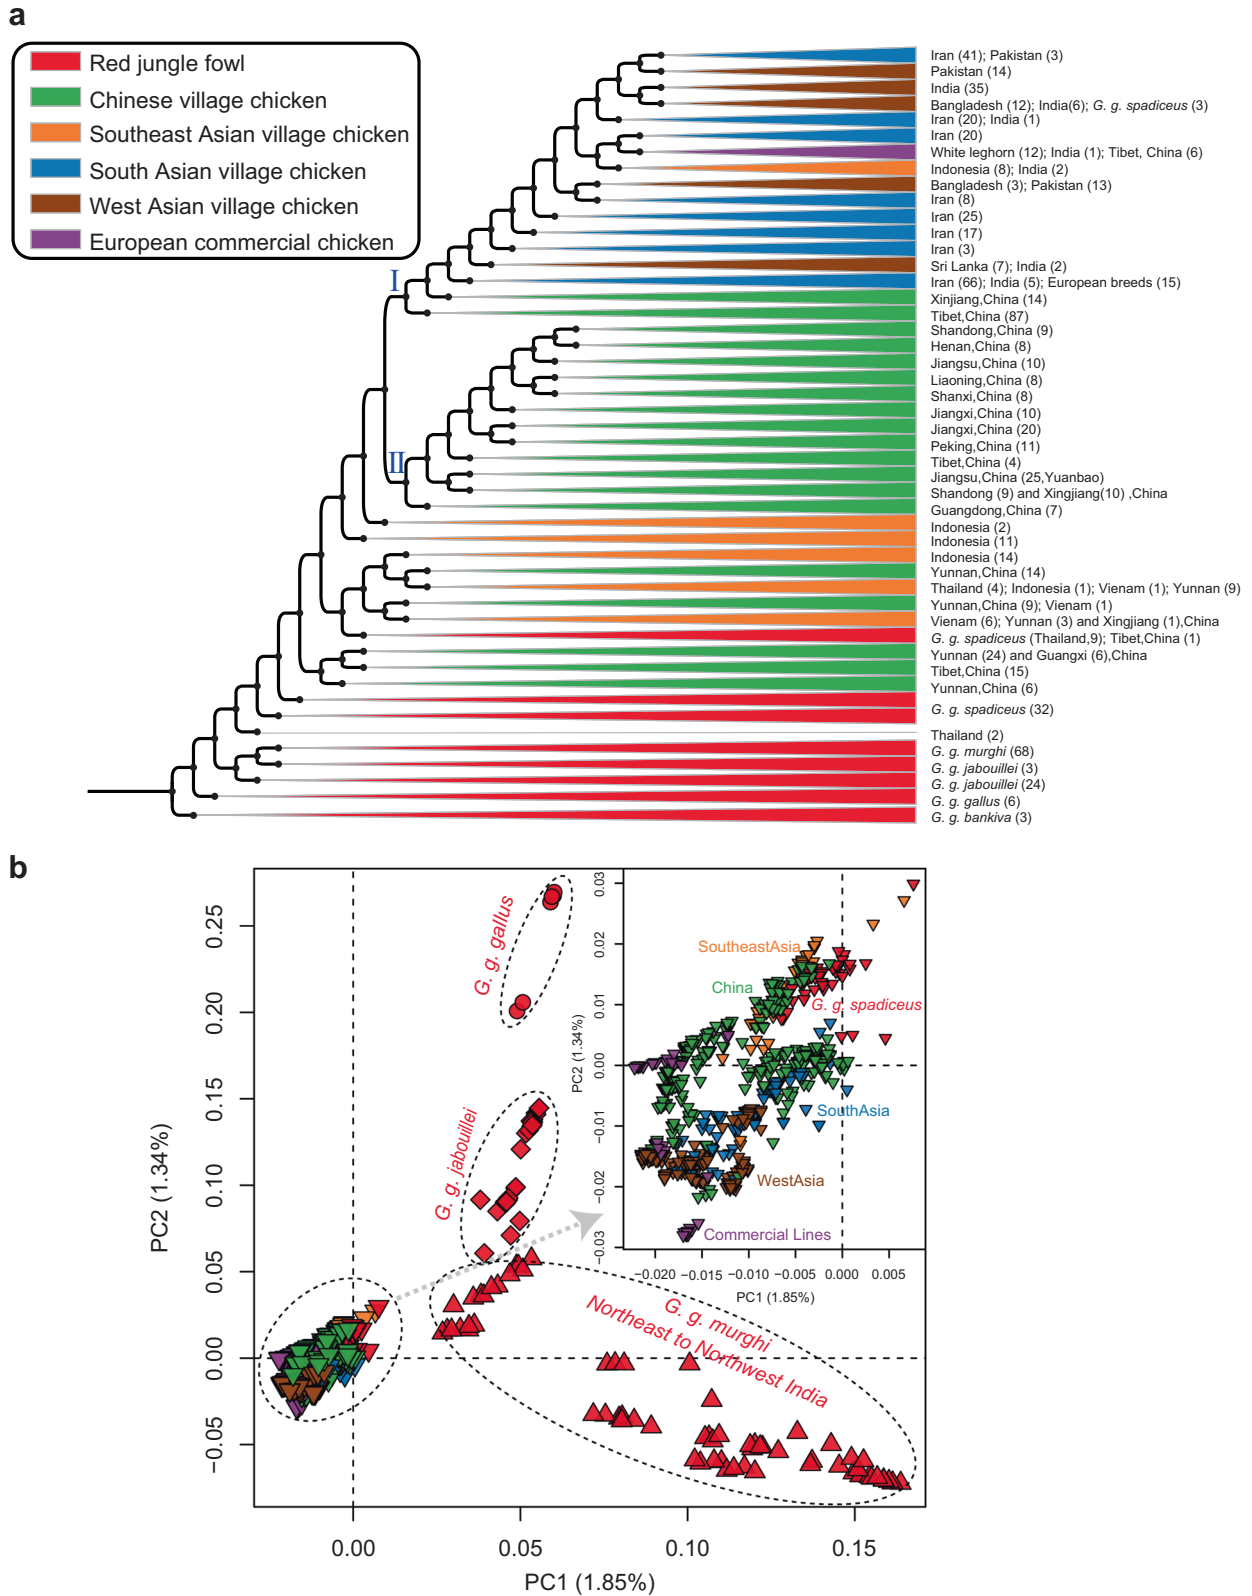 a
Red jungle fowl
Chinese village chicken
Southeast Asian village chicken
South Asian village chicken
West Asian village chicken
European commercial chicken
I
II
Iran (41); Pakistan (3)
Pakistan (14)
India (35)
Bangladesh (12); India(6); G. g. spadiceus (3)
Iran (20); India (1)
Iran (20)
White leghorn (12); India (1); Tibet, China (6)
Indonesia (8); India (2)
Bangladesh (3); Pakistan (13)
Iran (8)
Iran (25)
Iran (17)
Iran (3)
Sri Lanka (7); India (2)
Iran (66); India (5); European breeds (15)
Xinjiang,China (14)
Tibet,China (87)
Shandong,China (9)
Henan,China (8)
Jiangsu,China (10)
Liaoning,China (8)
Shanxi,China (8)
Jiangxi,China (10)
Jiangxi,China (20)
Peking,China (11)
Tibet,China (4)
Jiangsu,China (25,Yuanbao)
Shandong (9) and Xingjiang(10) ,China
Guangdong,China (7)
Indonesia (2)
Indonesia (11)
Indonesia (14)
Yunnan,China (14)
Thailand (4); Indonesia (1); Vienam (1); Yunnan (9)
Yunnan,China (9); Vienam (1)
Vienam (6); Yunnan (3) and Xingjiang (1),China
G. g. spadiceus (Thailand,9); Tibet,China (1)
Yunnan (24) and Guangxi (6),China
Tibet,China (15)
Yunnan,China (6)
G. g. spadiceus (32)
Thailand (2)
G. g. murghi (68)
G. g. jabouillei (3)
G. g. jabouillei (24)
G. g. gallus (6)
G. g. bankiva (3)
b
PC2 (1.34%)
0.25
0.20
0.15
0.10
0.05
0.00
−0.05
0.00
0.05
0.10
0.15
PC1 (1.85%)
G. g. gallus
G. g. jabouillei
G. g. murghi
Northeast to Northwest India
PC2 (1.34%)
0.03
0.02
0.01
0.00
−0.01
−0.02
−0.03
−0.020
−0.015
−0.010
−0.005
0.000
0.005
PC1 (1.85%)
SoutheastAsia
China
G. g. spadiceus
SouthAsia
WestAsia
Commercial Lines